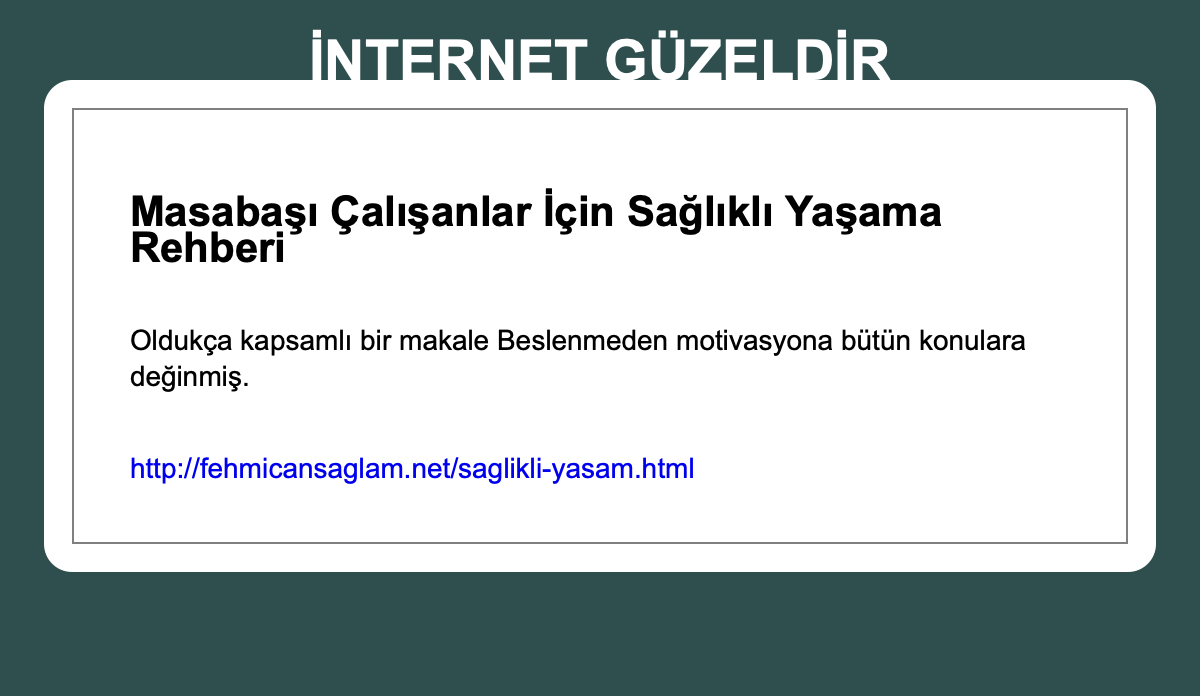 İNTERNET GÜZELDİR
Masabaşı Çalışanlar İçin Sağlıklı Yaşama
Rehberi
Oldukça kapsamlı bir makale Beslenmeden motivasyona bütün konulara
değinmiş.
http://fehmicansaglam.net/saglikli-yasam.html